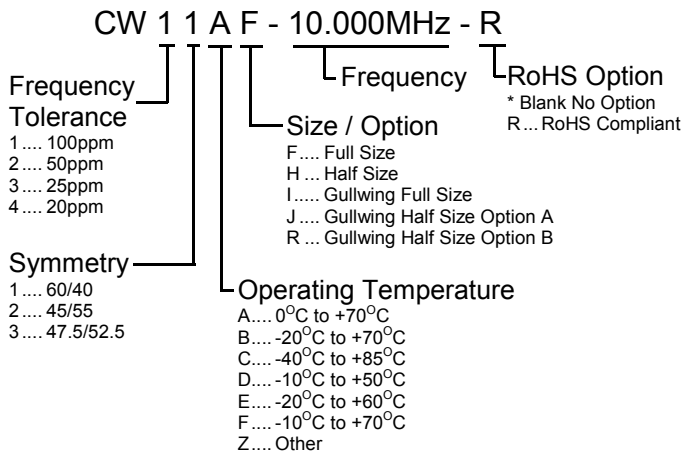 CW 1 1 A F - 10.000MHz - R
Frequency
Tolerance
1 .... 100ppm
2 .... 50ppm
3 .... 25ppm
4 .... 20ppm
Symmetry
1 .... 60/40
2 .... 45/55
3 .... 47.5/52.5
Operating Temperature
A.... 0°C to +70°C
B.... -20°C to +70°C
C.... -40°C to +85°C
D.... -10°C to +50°C
E.... -20°C to +60°C
F.... -10°C to +70°C
Z.... Other
Size / Option
F.... Full Size
H ... Half Size
I..... Gullwing Full Size
J .... Gullwing Half Size Option A
R ... Gullwing Half Size Option B
Frequency
RoHS Option
* Blank No Option
R ... RoHS Compliant